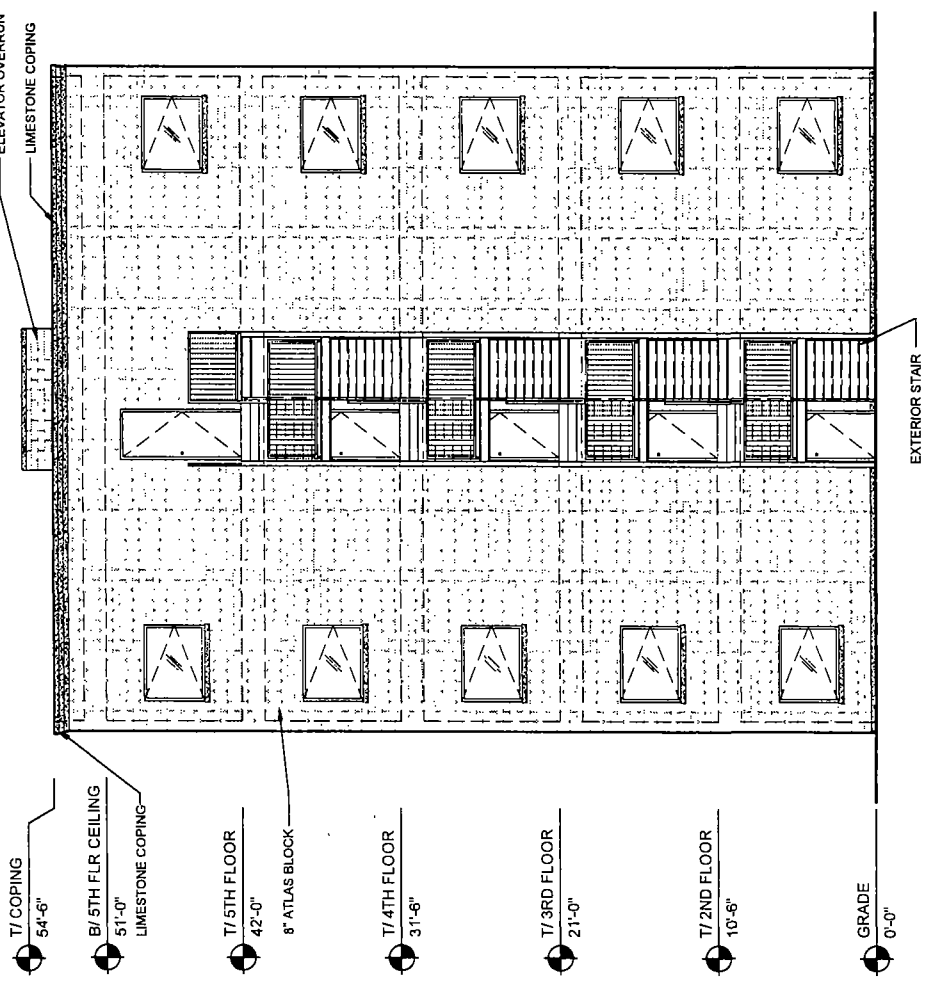 ELEVATOR OVERRUN
LIMESTONE COPING
T/ COPING
54'-6"
B/ 5TH FLR CEILING
51'-0"
LIMESTONE COPING
T/ 5TH FLOOR
42'-0"
8" ATLAS BLOCK
T/ 4TH FLOOR
31'-6"
T/ 3RD FLOOR
21'-0"
T/ 2ND FLOOR
10'-6"
GRADE
0'-0"
EXTERIOR STAIR